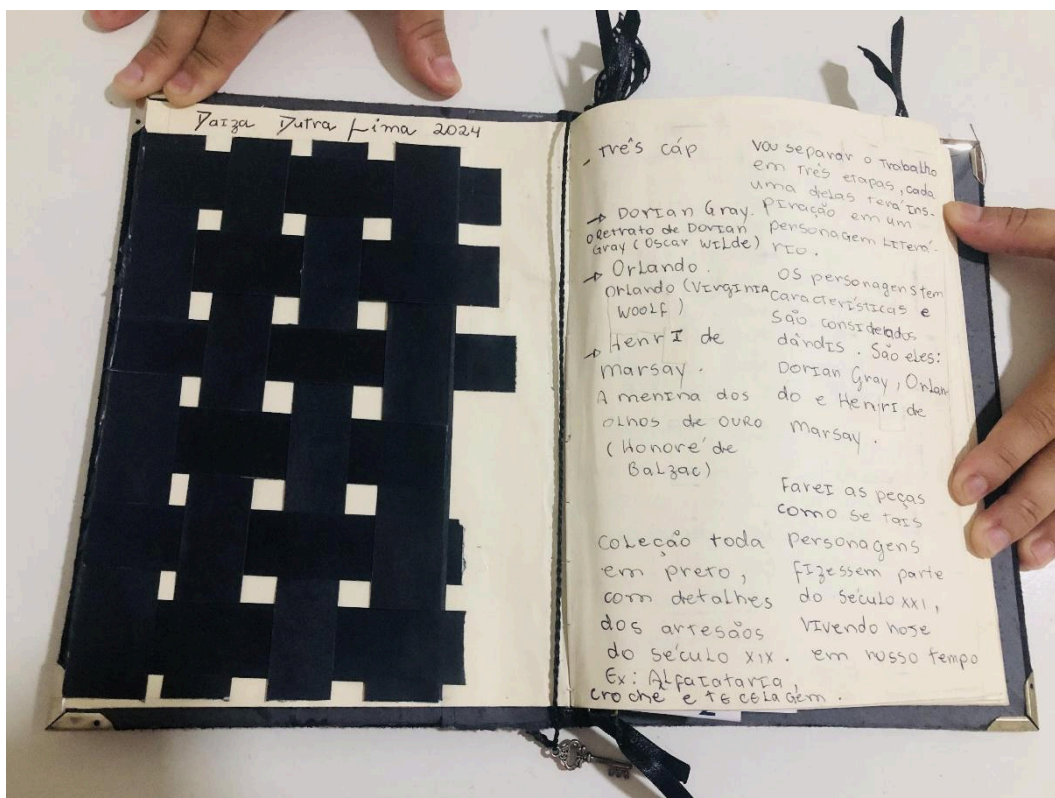 Daiza Dutra Lima 2024
- Três cáp
→ Dorian Gray.
O Retrato de Dorian
Gray (Oscar Wilde)
→ Orlando.
Orlando (Virginia
Woolf)
→ Henri de
Marsay.
A menina dos
olhos de ouro
(Honoré de
Balzac)
Coleção toda
em preto,
com detalhes
dos artesãos
do século XIX.
Ex: Alfaiataria,
crochê e tecelagem.
Vou separar o trabalho
em três etapas, cada
uma delas terá ins-
piração em um
personagem literá-
rio.
Os personagens tem
características e
são considedados
dândis. São eles:
Dorian Gray, Orlan
do e Henri de
Marsay.
Farei as peças
como se tais
personagens
fizessem parte
do século XXI,
vivendo hoje
em nosso tempo